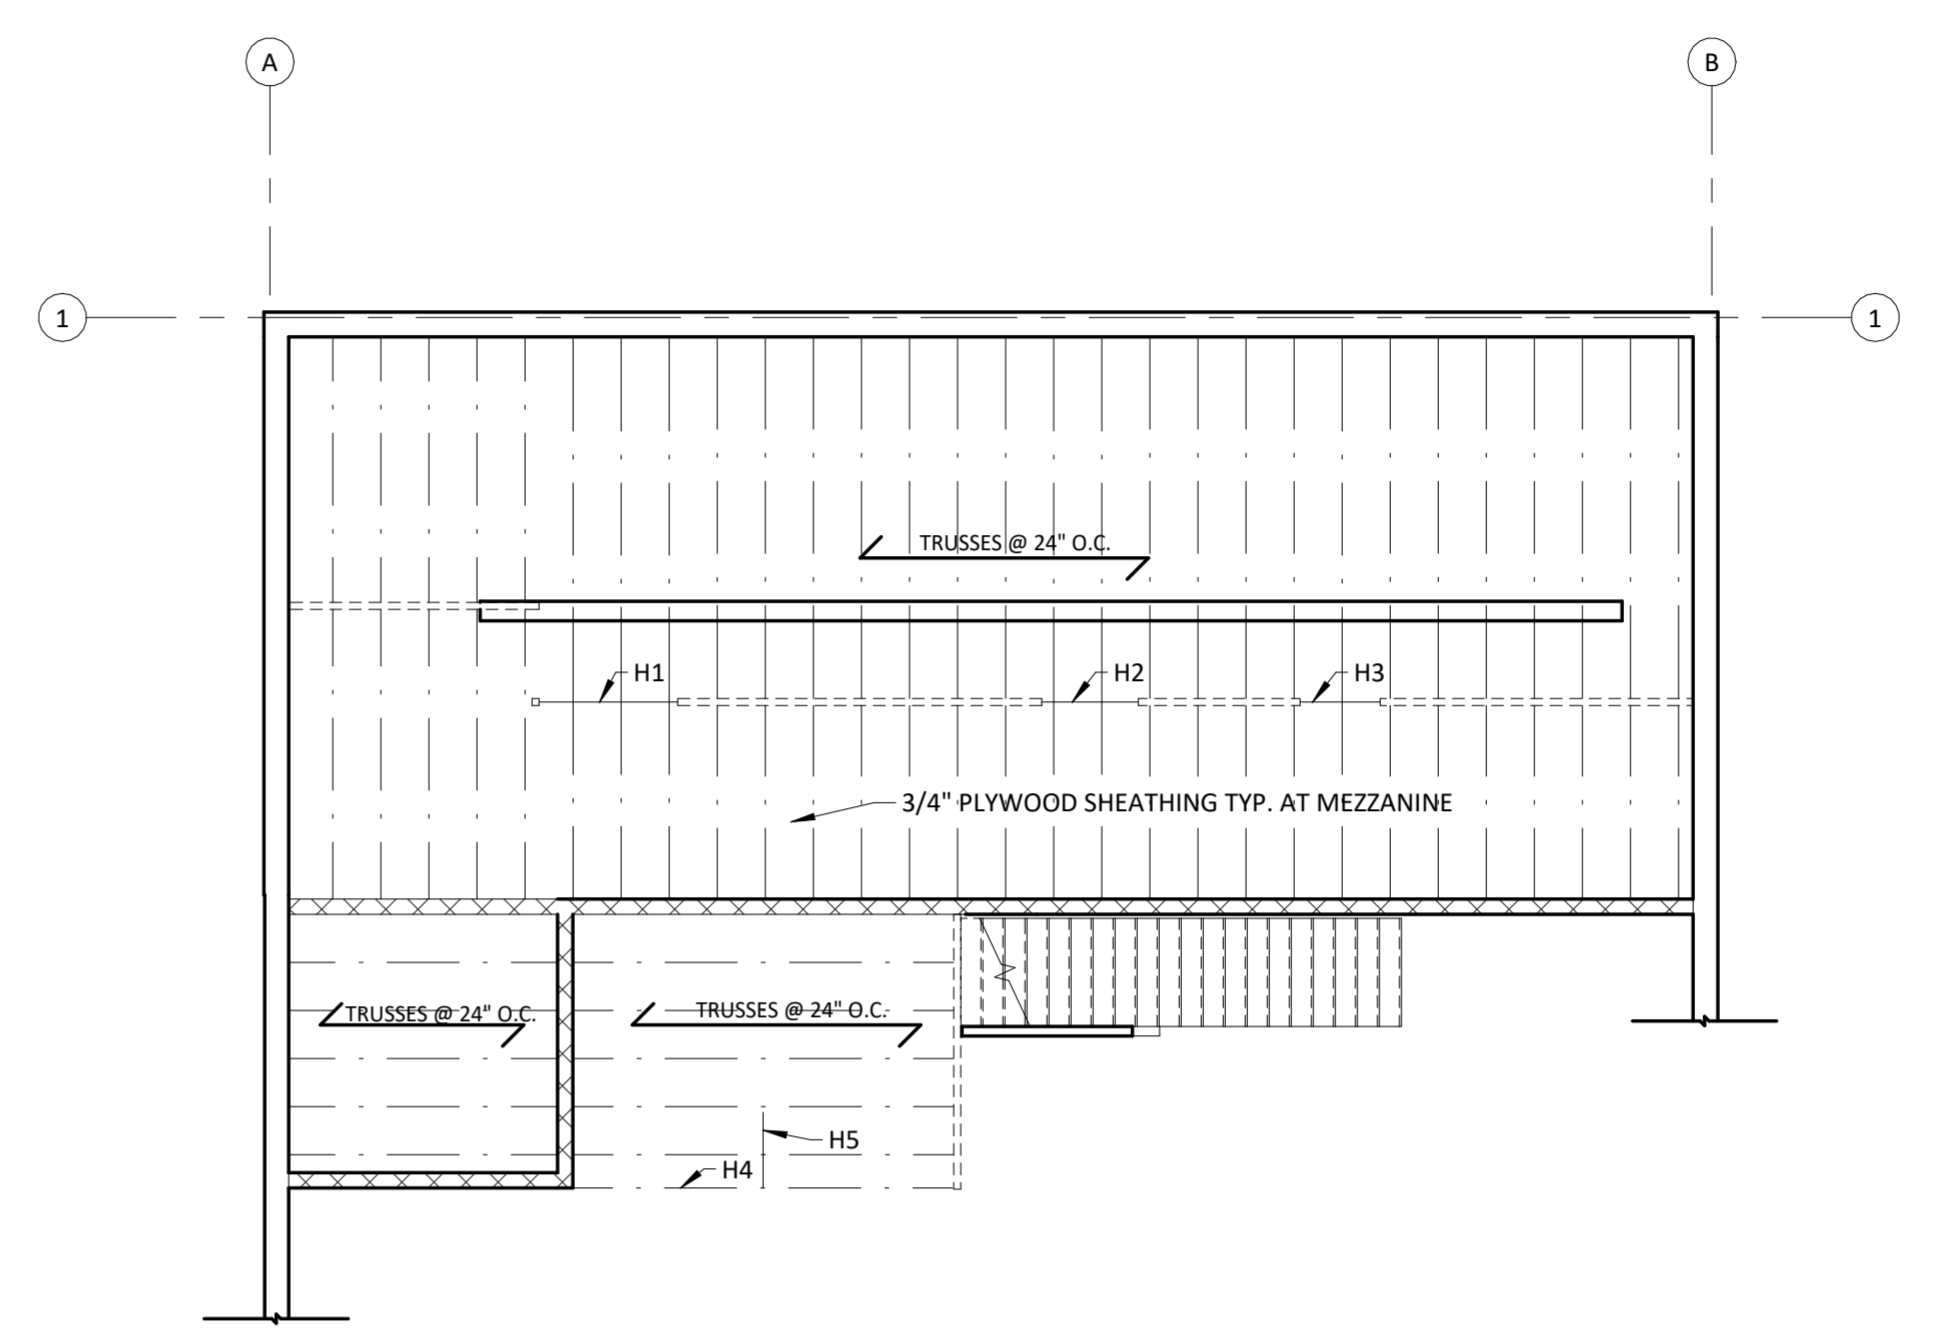 A
B
1
1
TRUSSES @ 24" O.C.
H1
H2
H3
3/4" PLYWOOD SHEATHING TYP. AT MEZZANINE
TRUSSES @ 24" O.C.
TRUSSES @ 24" O.C.
H5
H4